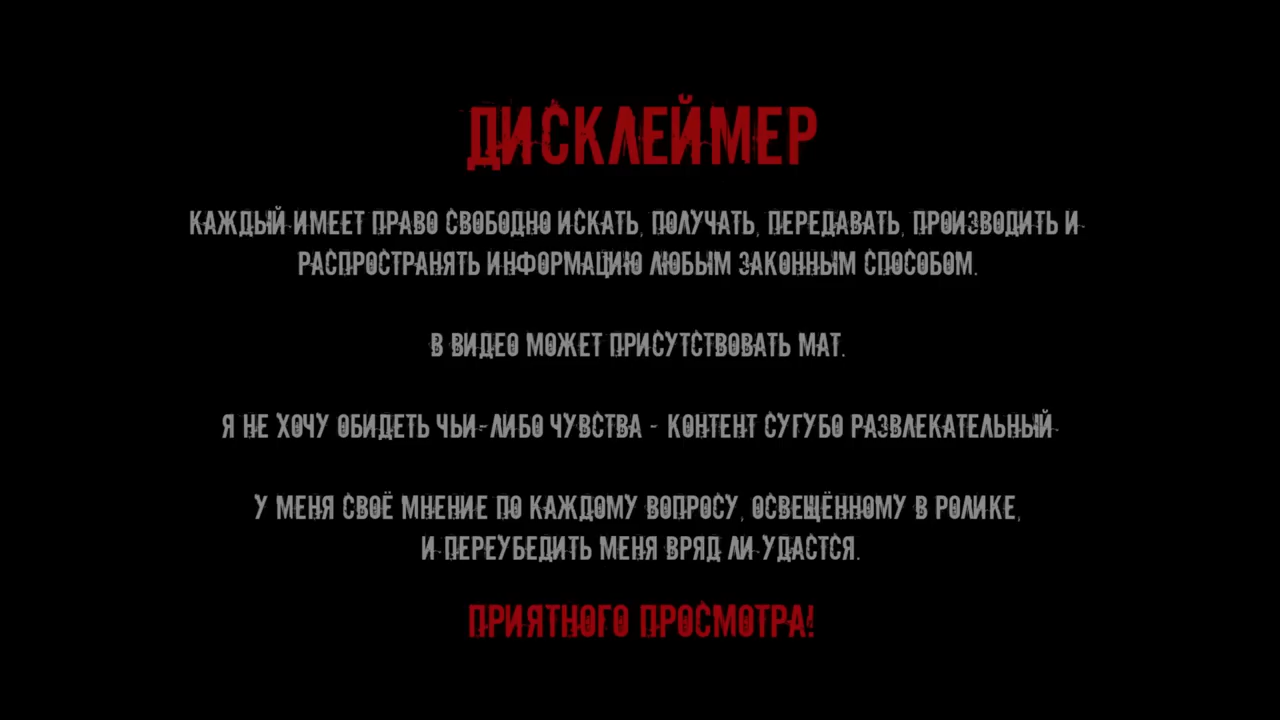 ДИСКЛЕЙМЕР
КАЖДЫЙ ИМЕЕТ ПРАВО СВОБОДНО ИСКАТЬ, ПОЛУЧАТЬ, ПЕРЕДАВАТЬ, ПРОИЗВОДИТЬ И
РАСПРОСТРАНЯТЬ ИНФОРМАЦИЮ ЛЮБЫМ ЗАКОННЫМ СПОСОБОМ.
В ВИДЕО МОЖЕТ ПРИСУТСТВОВАТЬ МАТ.
Я НЕ ХОЧУ ОБИДЕТЬ ЧЬИ-ЛИБО ЧУВСТВА - КОНТЕНТ СУГУБО РАЗВЛЕКАТЕЛЬНЫЙ
У МЕНЯ СВОЁ МНЕНИЕ ПО КАЖДОМУ ВОПРОСУ, ОСВЕЩЁННОМУ В РОЛИКЕ,
И ПЕРЕУБЕДИТЬ МЕНЯ ВРЯД ЛИ УДАСТСЯ.
ПРИЯТНОГО ПРОСМОТРА!